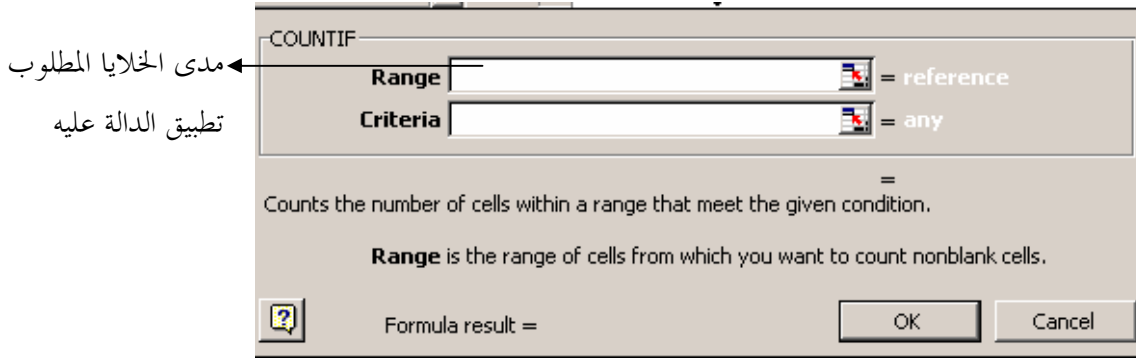 COUNTIF
مدى الخلايا المطلوب
تطبيق الدالة عليه
Range = reference
Criteria = any
=
Counts the number of cells within a range that meet the given condition.
Range is the range of cells from which you want to count nonblank cells.
? Formula result = OK Cancel